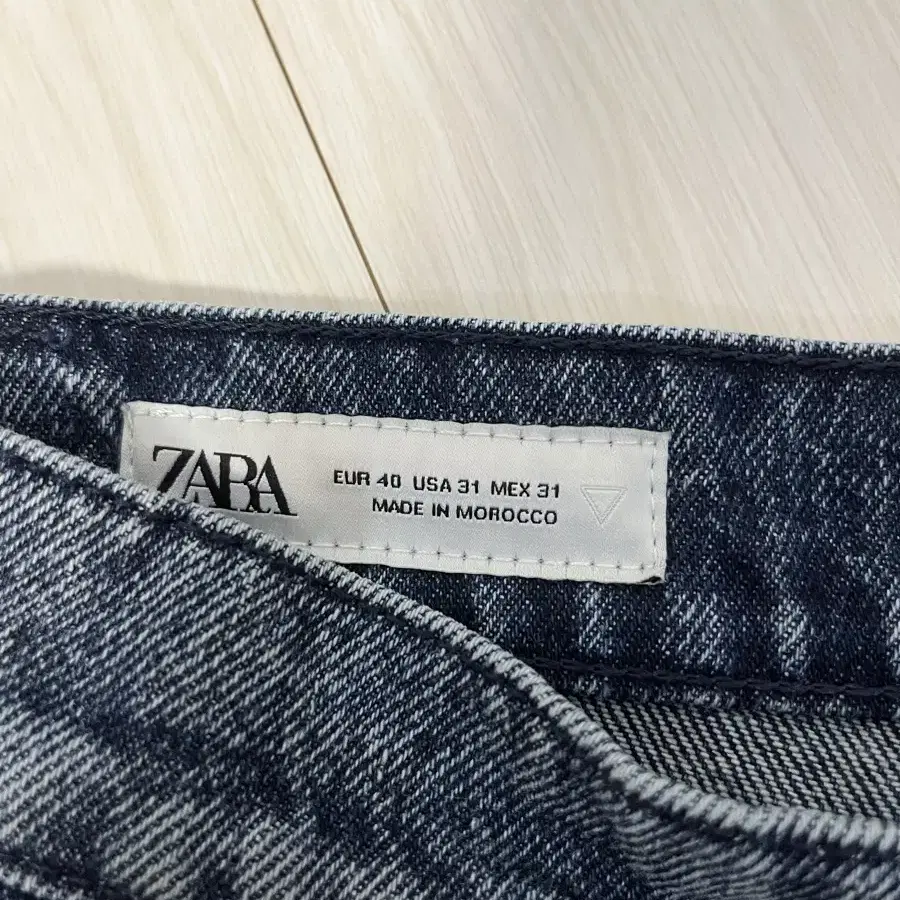 ZARA
EUR 40 USA 31 MEX 31
MADE IN MOROCCO